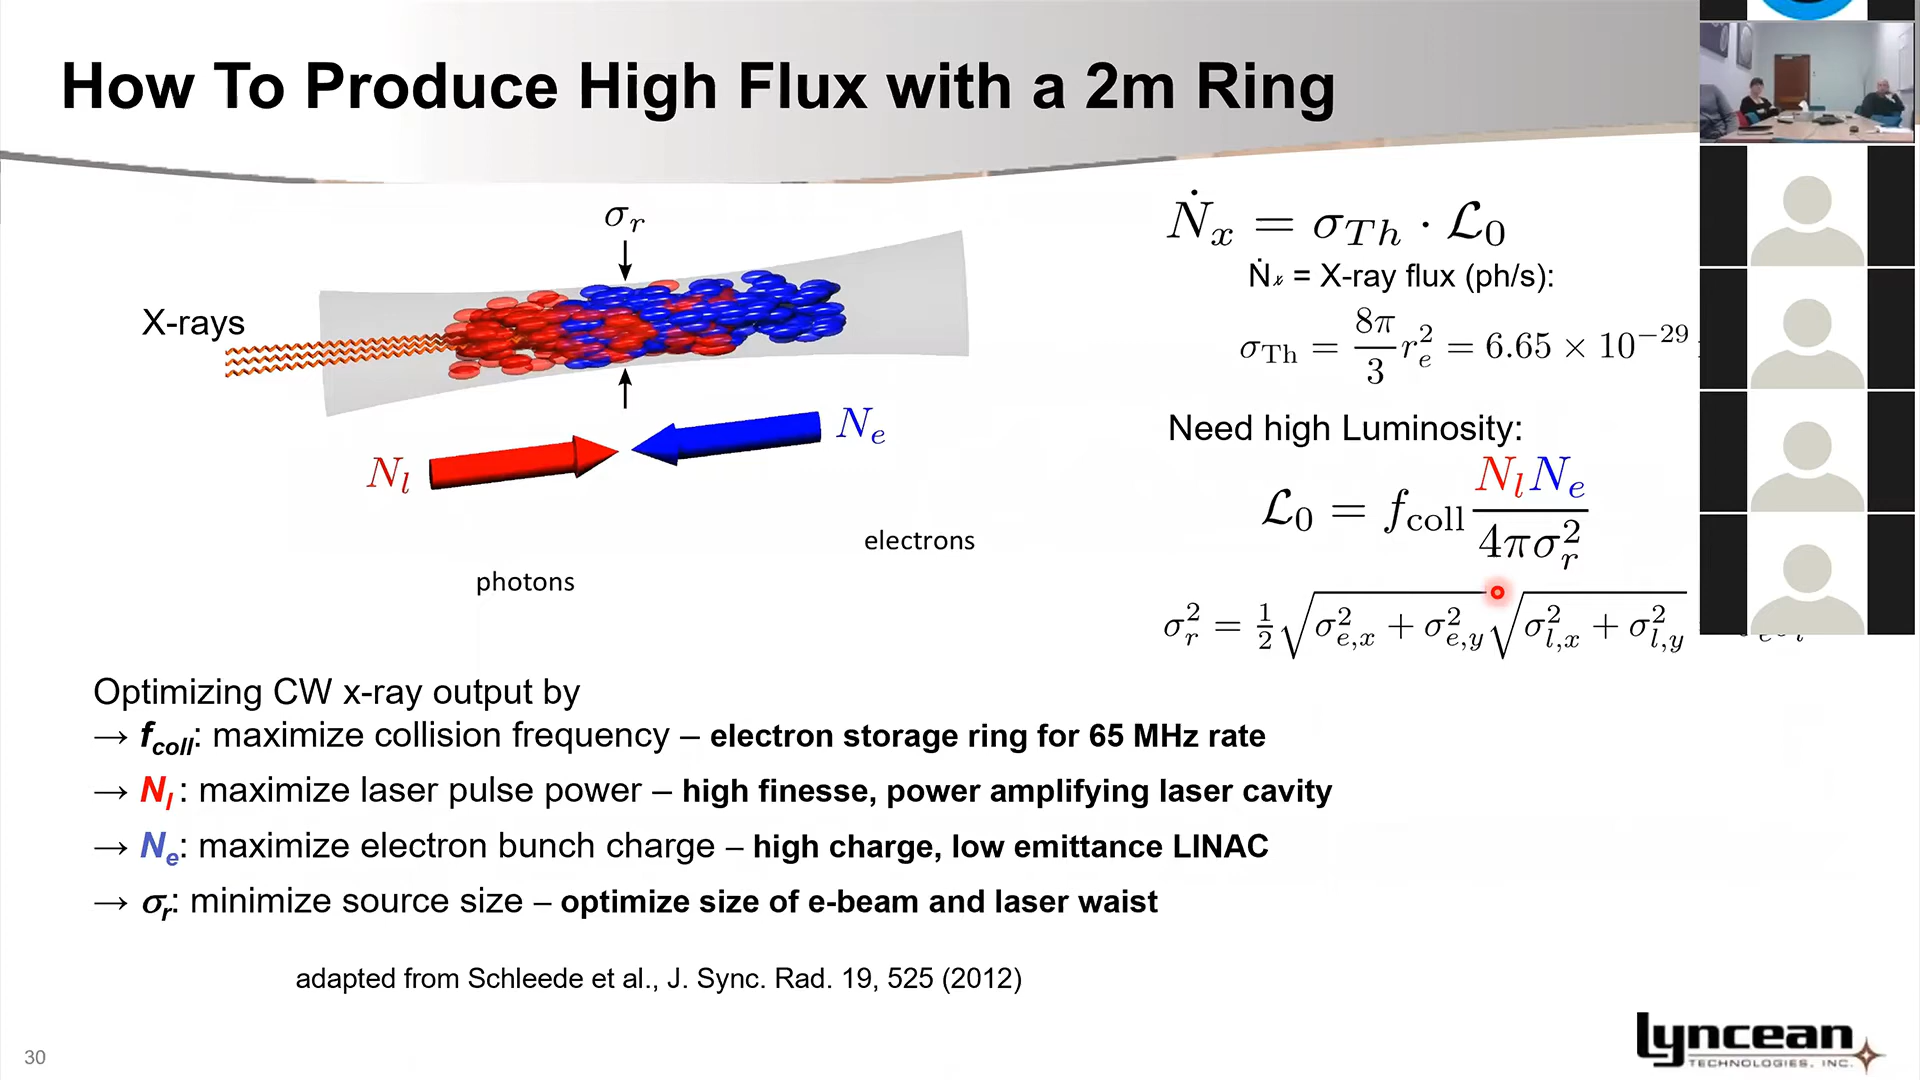 How To Produce High Flux with a 2m Ring
σr
X-rays
Nl
Ne
electrons
photons
Ṅx = σTh · ℒ0
Ṅx = X-ray flux (ph/s):
σTh = 8π/3 re² = 6.65 × 10⁻²⁹
Need high Luminosity:
ℒ0 = fcoll NlNe / 4πσr²
σr² = ½ √(σe,x² + σe,y²) √(σl,x² + σl,y²)
Optimizing CW x-ray output by
→ fcoll: maximize collision frequency – electron storage ring for 65 MHz rate
→ Nl: maximize laser pulse power – high finesse, power amplifying laser cavity
→ Ne: maximize electron bunch charge – high charge, low emittance LINAC
→ σr: minimize source size – optimize size of e-beam and laser waist
adapted from Schleede et al., J. Sync. Rad. 19, 525 (2012)
30
lyncean
TECHNOLOGIES, INC.